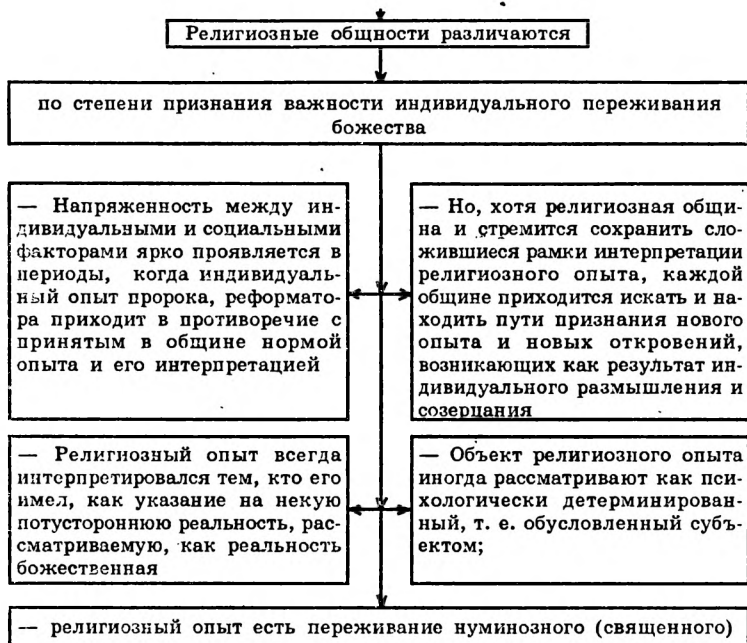 Религиозные общности различаются
по степени признания важности индивидуального переживания
божества
— Напряженность между ин-
дивидуальными и социальными
факторами ярко проявляется в
периоды, когда индивидуаль-
ный опыт пророка, реформато-
ра приходит в противоречие с
принятым в общине нормой
опыта и его интерпретацией
— Но, хотя религиозная общи-
на и стремится сохранить сло-
жившиеся рамки интерпретации
религиозного опыта, каждой
общине приходится искать и на-
ходить пути признания нового
опыта и новых откровений,
возникающих как результат ин-
дивидуального размышления и
созерцания
— Религиозный опыт всегда
интерпретировался тем, кто его
имел, как указание на некую
потустороннюю реальность, рас-
сматриваемую, как реальность
божественная
— Объект религиозного опыта
иногда рассматривают как пси-
хологически детерминирован-
ный, т. е. обусловленный субъ-
ектом;
— религиозный опыт есть переживание нуминозного (священного)